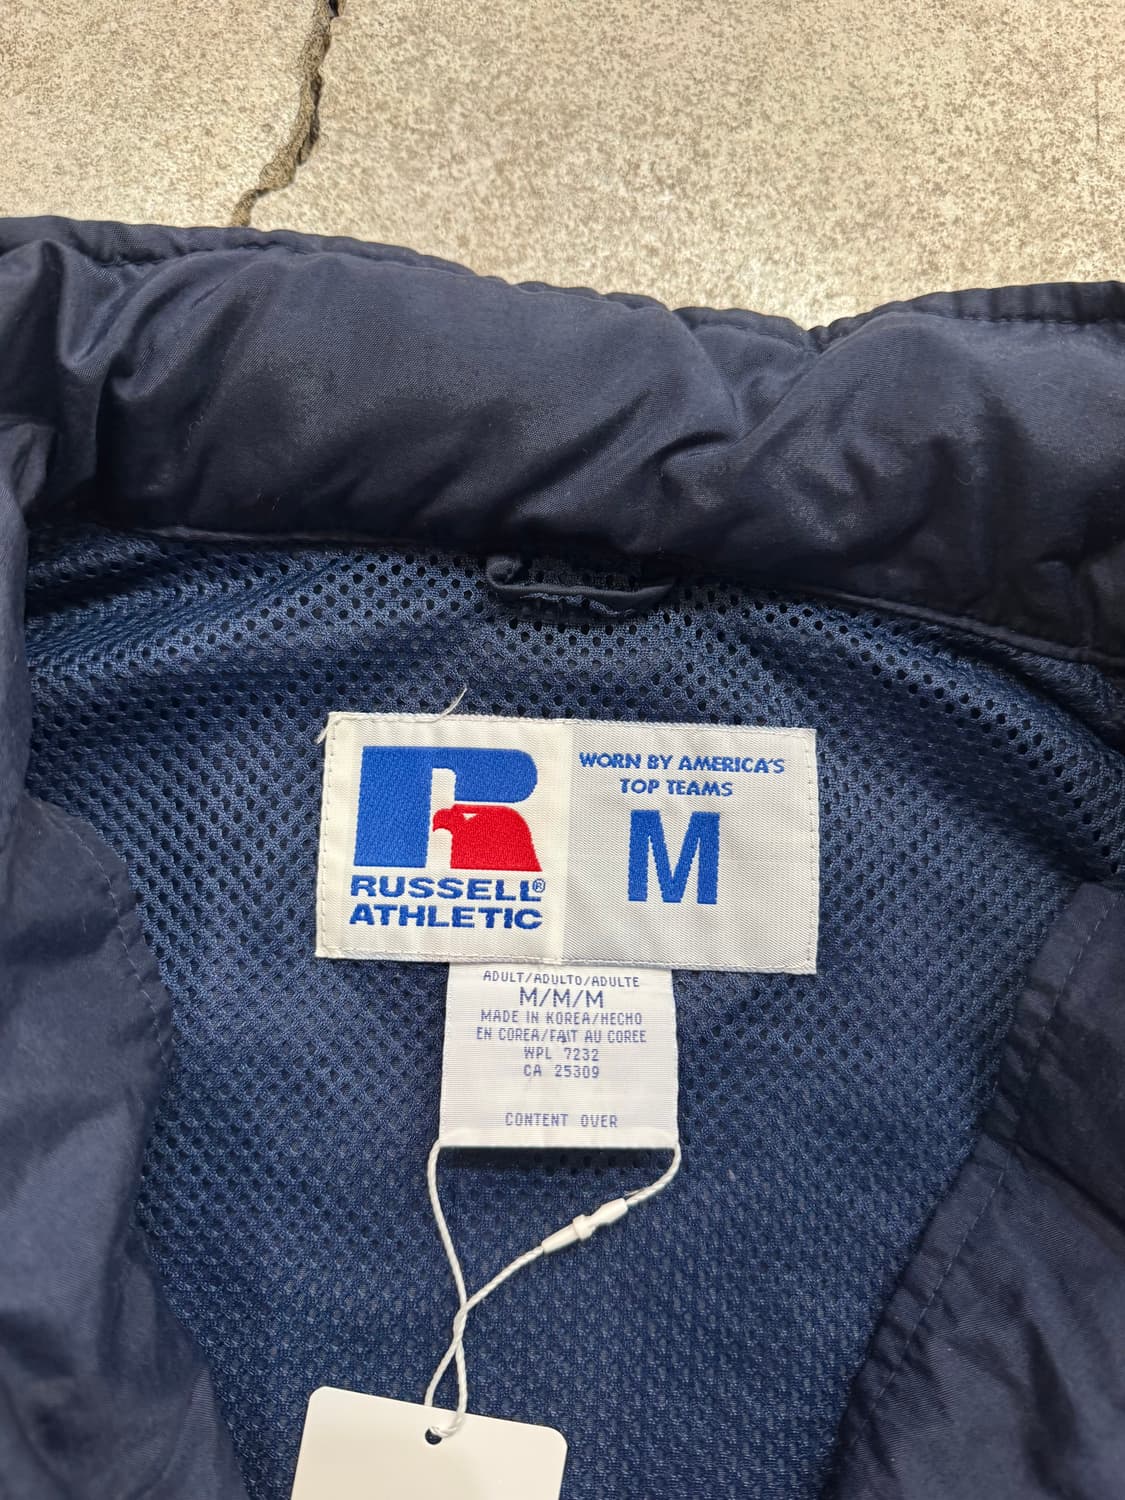 WORN BY AMERICA'S
TOP TEAMS
M
R
RUSSELL®
ATHLETIC
ADULT/ADULTO/ADULTE
M/M/M
MADE IN KOREA/HECHO
EN COREA/FAIT AU COREE
WPL 7232
CA 25309
CONTENT OVER